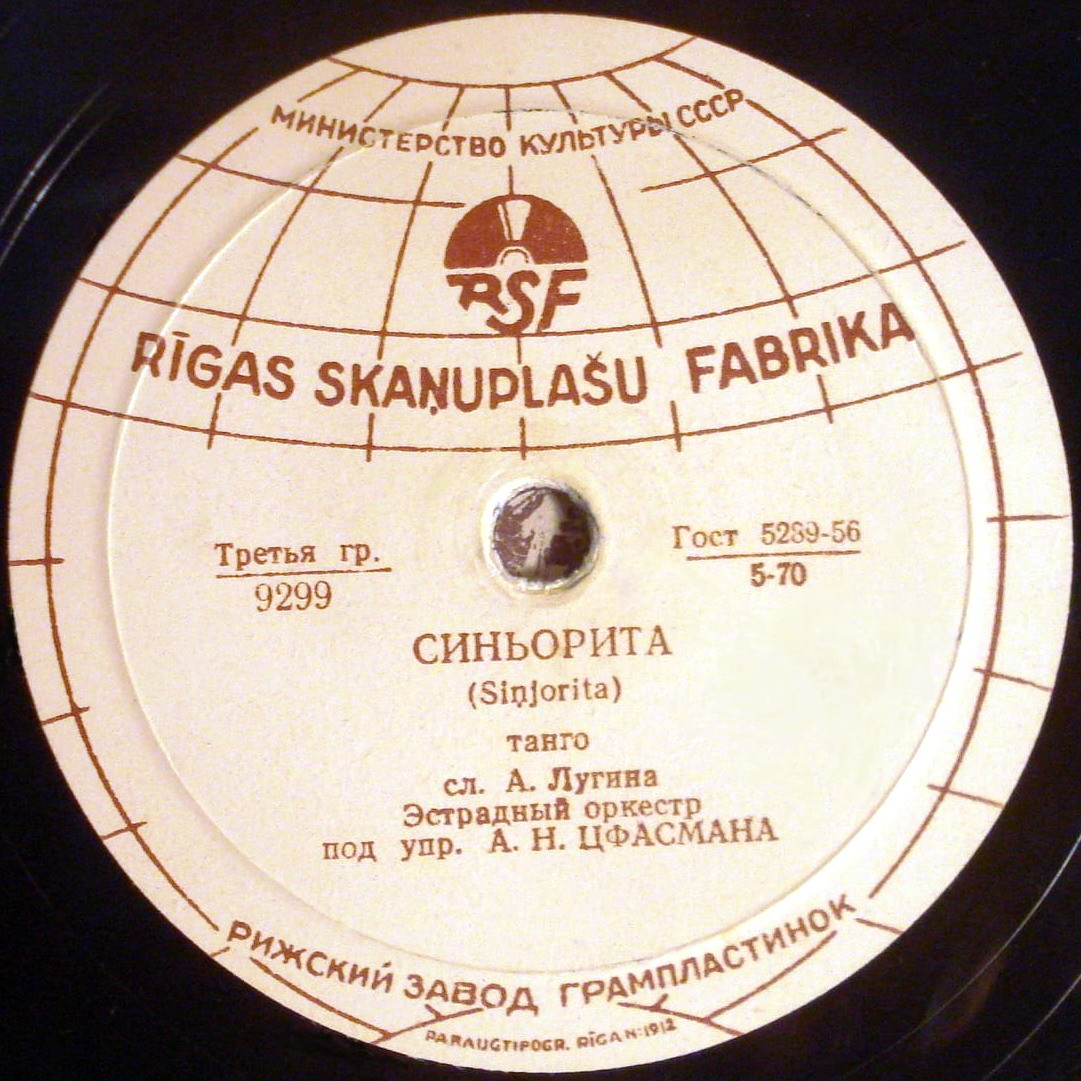 МИНИСТЕРСТВО КУЛЬТУРЫ СССР
RSF
RĪGAS SKAŅUPLAŠU FABRIKA
Третья гр.
9299
Гост 5289-56
5-70
СИНЬОРИТА
(Siņjorita)
танго
сл. А. Лугина
Эстрадный оркестр
под упр. А. Н. ЦФАСМАНА
РИЖСКИЙ ЗАВОД ГРАМПЛАСТИНОК
PARAUGTIPOGR. RĪGA N:1912